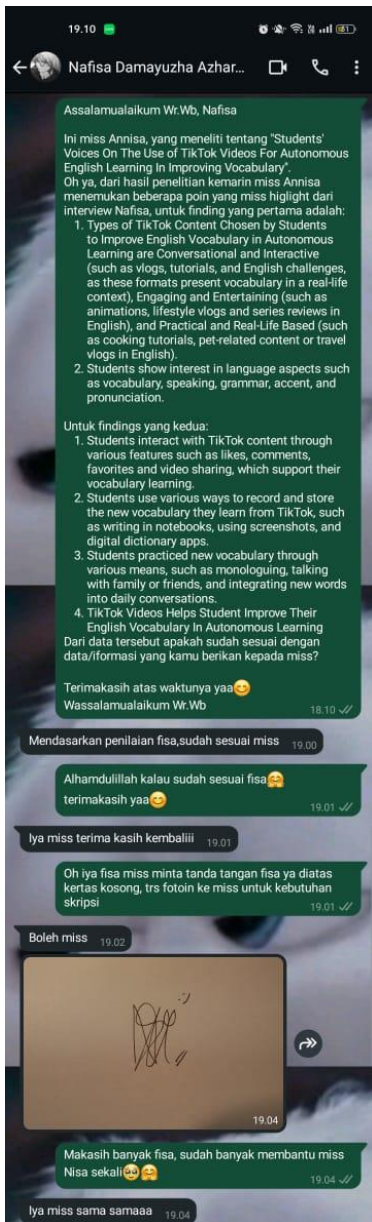 19.10
Nafisa Damayuzha Azhar...
Assalamualaikum Wr.Wb, Nafisa
Ini miss Annisa, yang meneliti tentang "Students'
Voices On The Use of TikTok Videos For Autonomous
English Learning In Improving Vocabulary".
Oh ya, dari hasil penelitian kemarin miss Annisa
menemukan beberapa poin yang miss higlight dari
interview Nafisa, untuk finding yang pertama adalah:
1. Types of TikTok Content Chosen by Students
to Improve English Vocabulary in Autonomous
Learning are Conversational and Interactive
(such as vlogs, tutorials, and English challenges,
as these formats present vocabulary in a real-life
context), Engaging and Entertaining (such as
animations, lifestyle vlogs and series reviews in
English), and Practical and Real-Life Based (such
as cooking tutorials, pet-related content or travel
vlogs in English).
2. Students show interest in language aspects such
as vocabulary, speaking, grammar, accent, and
pronunciation.
Untuk findings yang kedua:
1. Students interact with TikTok content through
various features such as likes, comments,
favorites and video sharing, which support their
vocabulary learning.
2. Students use various ways to record and store
the new vocabulary they learn from TikTok, such
as writing in notebooks, using screenshots, and
digital dictionary apps.
3. Students practiced new vocabulary through
various means, such as monologuing, talking
with family or friends, and integrating new words
into daily conversations.
4. TikTok Videos Helps Student Improve Their
English Vocabulary In Autonomous Learning
Dari data tersebut apakah sudah sesuai dengan
data/iformasi yang kamu berikan kepada miss?
Terimakasih atas waktunya yaa😊
Wassalamualaikum Wr.Wb
18.10
Mendasarkan penilaian fisa,sudah sesuai miss 19.00
Alhamdulillah kalau sudah sesuai fisa🤗
terimakasih yaa😊
19.01
Iya miss terima kasih kembaliii 19.01
Oh iya fisa miss minta tanda tangan fisa ya diatas
kertas kosong, trs fotoin ke miss untuk kebutuhan
skripsi
19.01
Boleh miss 19.02
19.04
Makasih banyak fisa, sudah banyak membantu miss
Nisa sekali🥹🤗
19.04
Iya miss sama samaaa 19.04